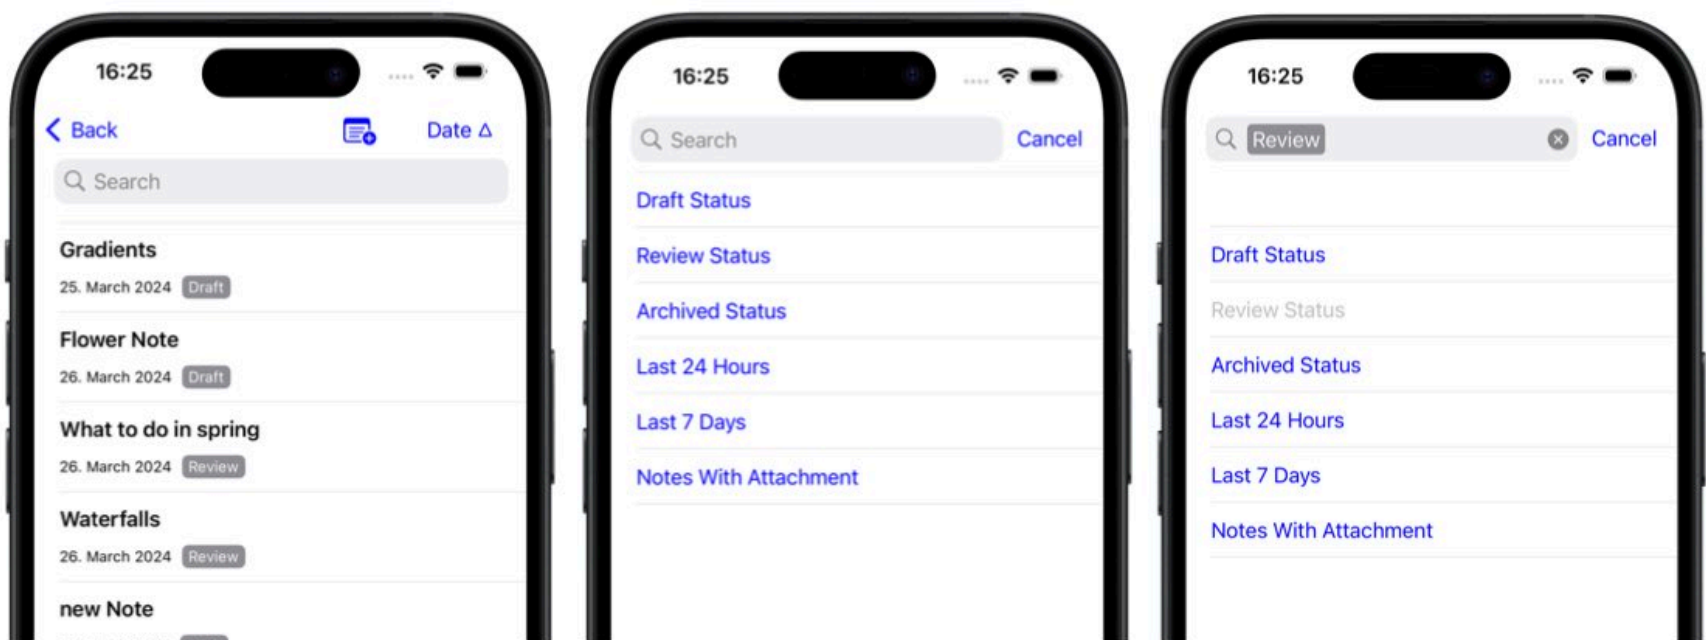 16:25
Back
Date △
Search
Gradients
25. March 2024 Draft
Flower Note
26. March 2024 Draft
What to do in spring
26. March 2024 Review
Waterfalls
26. March 2024 Review
new Note
16:25
Search
Cancel
Draft Status
Review Status
Archived Status
Last 24 Hours
Last 7 Days
Notes With Attachment
16:25
Review
Cancel
Draft Status
Review Status
Archived Status
Last 24 Hours
Last 7 Days
Notes With Attachment